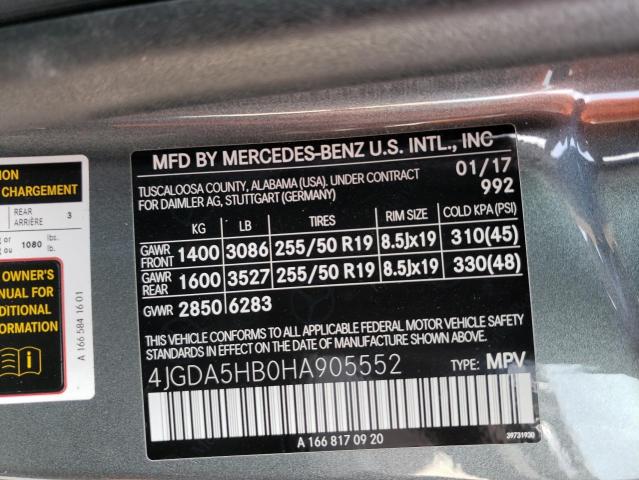 ION
CHARGEMENT
REAR
ARRIÈRE
3
g or
g ou 1080 lbs.
lb.
OWNER'S
NUAL FOR
DDITIONAL
ORMATION
A 166 584 16 01
MFD BY MERCEDES-BENZ U.S. INTL., INC
TUSCALOOSA COUNTY, ALABAMA (USA). UNDER CONTRACT 01/17
FOR DAIMLER AG, STUTTGART (GERMANY) 992
KG LB TIRES RIM SIZE COLD KPA (PSI)
GAWR FRONT 1400 3086 255/50 R19 8.5Jx19 310(45)
GAWR REAR 1600 3527 255/50 R19 8.5Jx19 330(48)
GVWR 2850 6283
THIS VEHICLE CONFORMS TO ALL APPLICABLE FEDERAL MOTOR VEHICLE SAFETY
STANDARDS IN EFFECT ON THE DATE OF MANUFACTURE SHOWN ABOVE.
4JGDA5HB0HA905552 TYPE: MPV
A 166 817 09 20
39731930